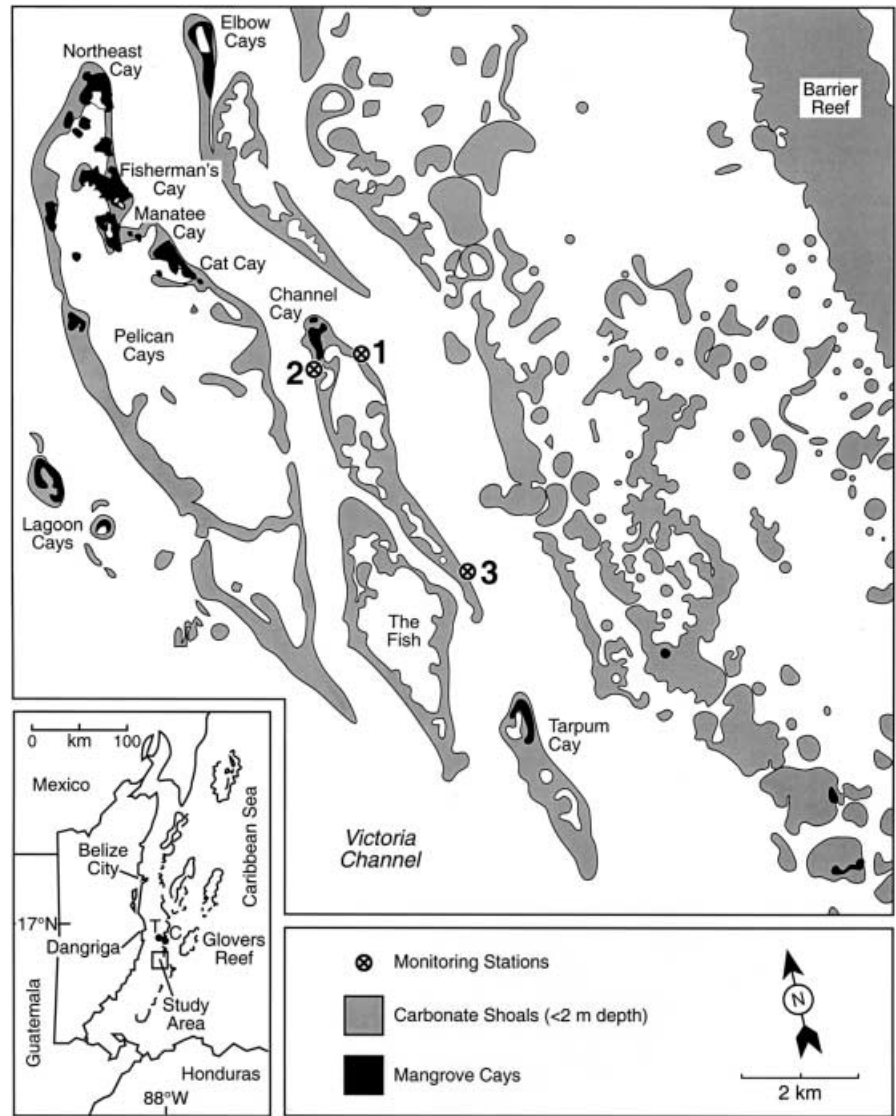 Northeast
Cay
Elbow
Cays
Barrier
Reef
Fisherman's
Cay
Manatee
Cay
Cat Cay
Channel
Cay
Pelican
Cays
1
2
Lagoon
Cays
3
The
Fish
Tarpum
Cay
Victoria
Channel
0 km 100
Mexico
Belize
City
Caribbean Sea
17°N
T
C
Dangriga
Glovers
Reef
Guatemala
Study
Area
Honduras
88°W
Monitoring Stations
Carbonate Shoals (<2 m depth)
Mangrove Cays
N
2 km